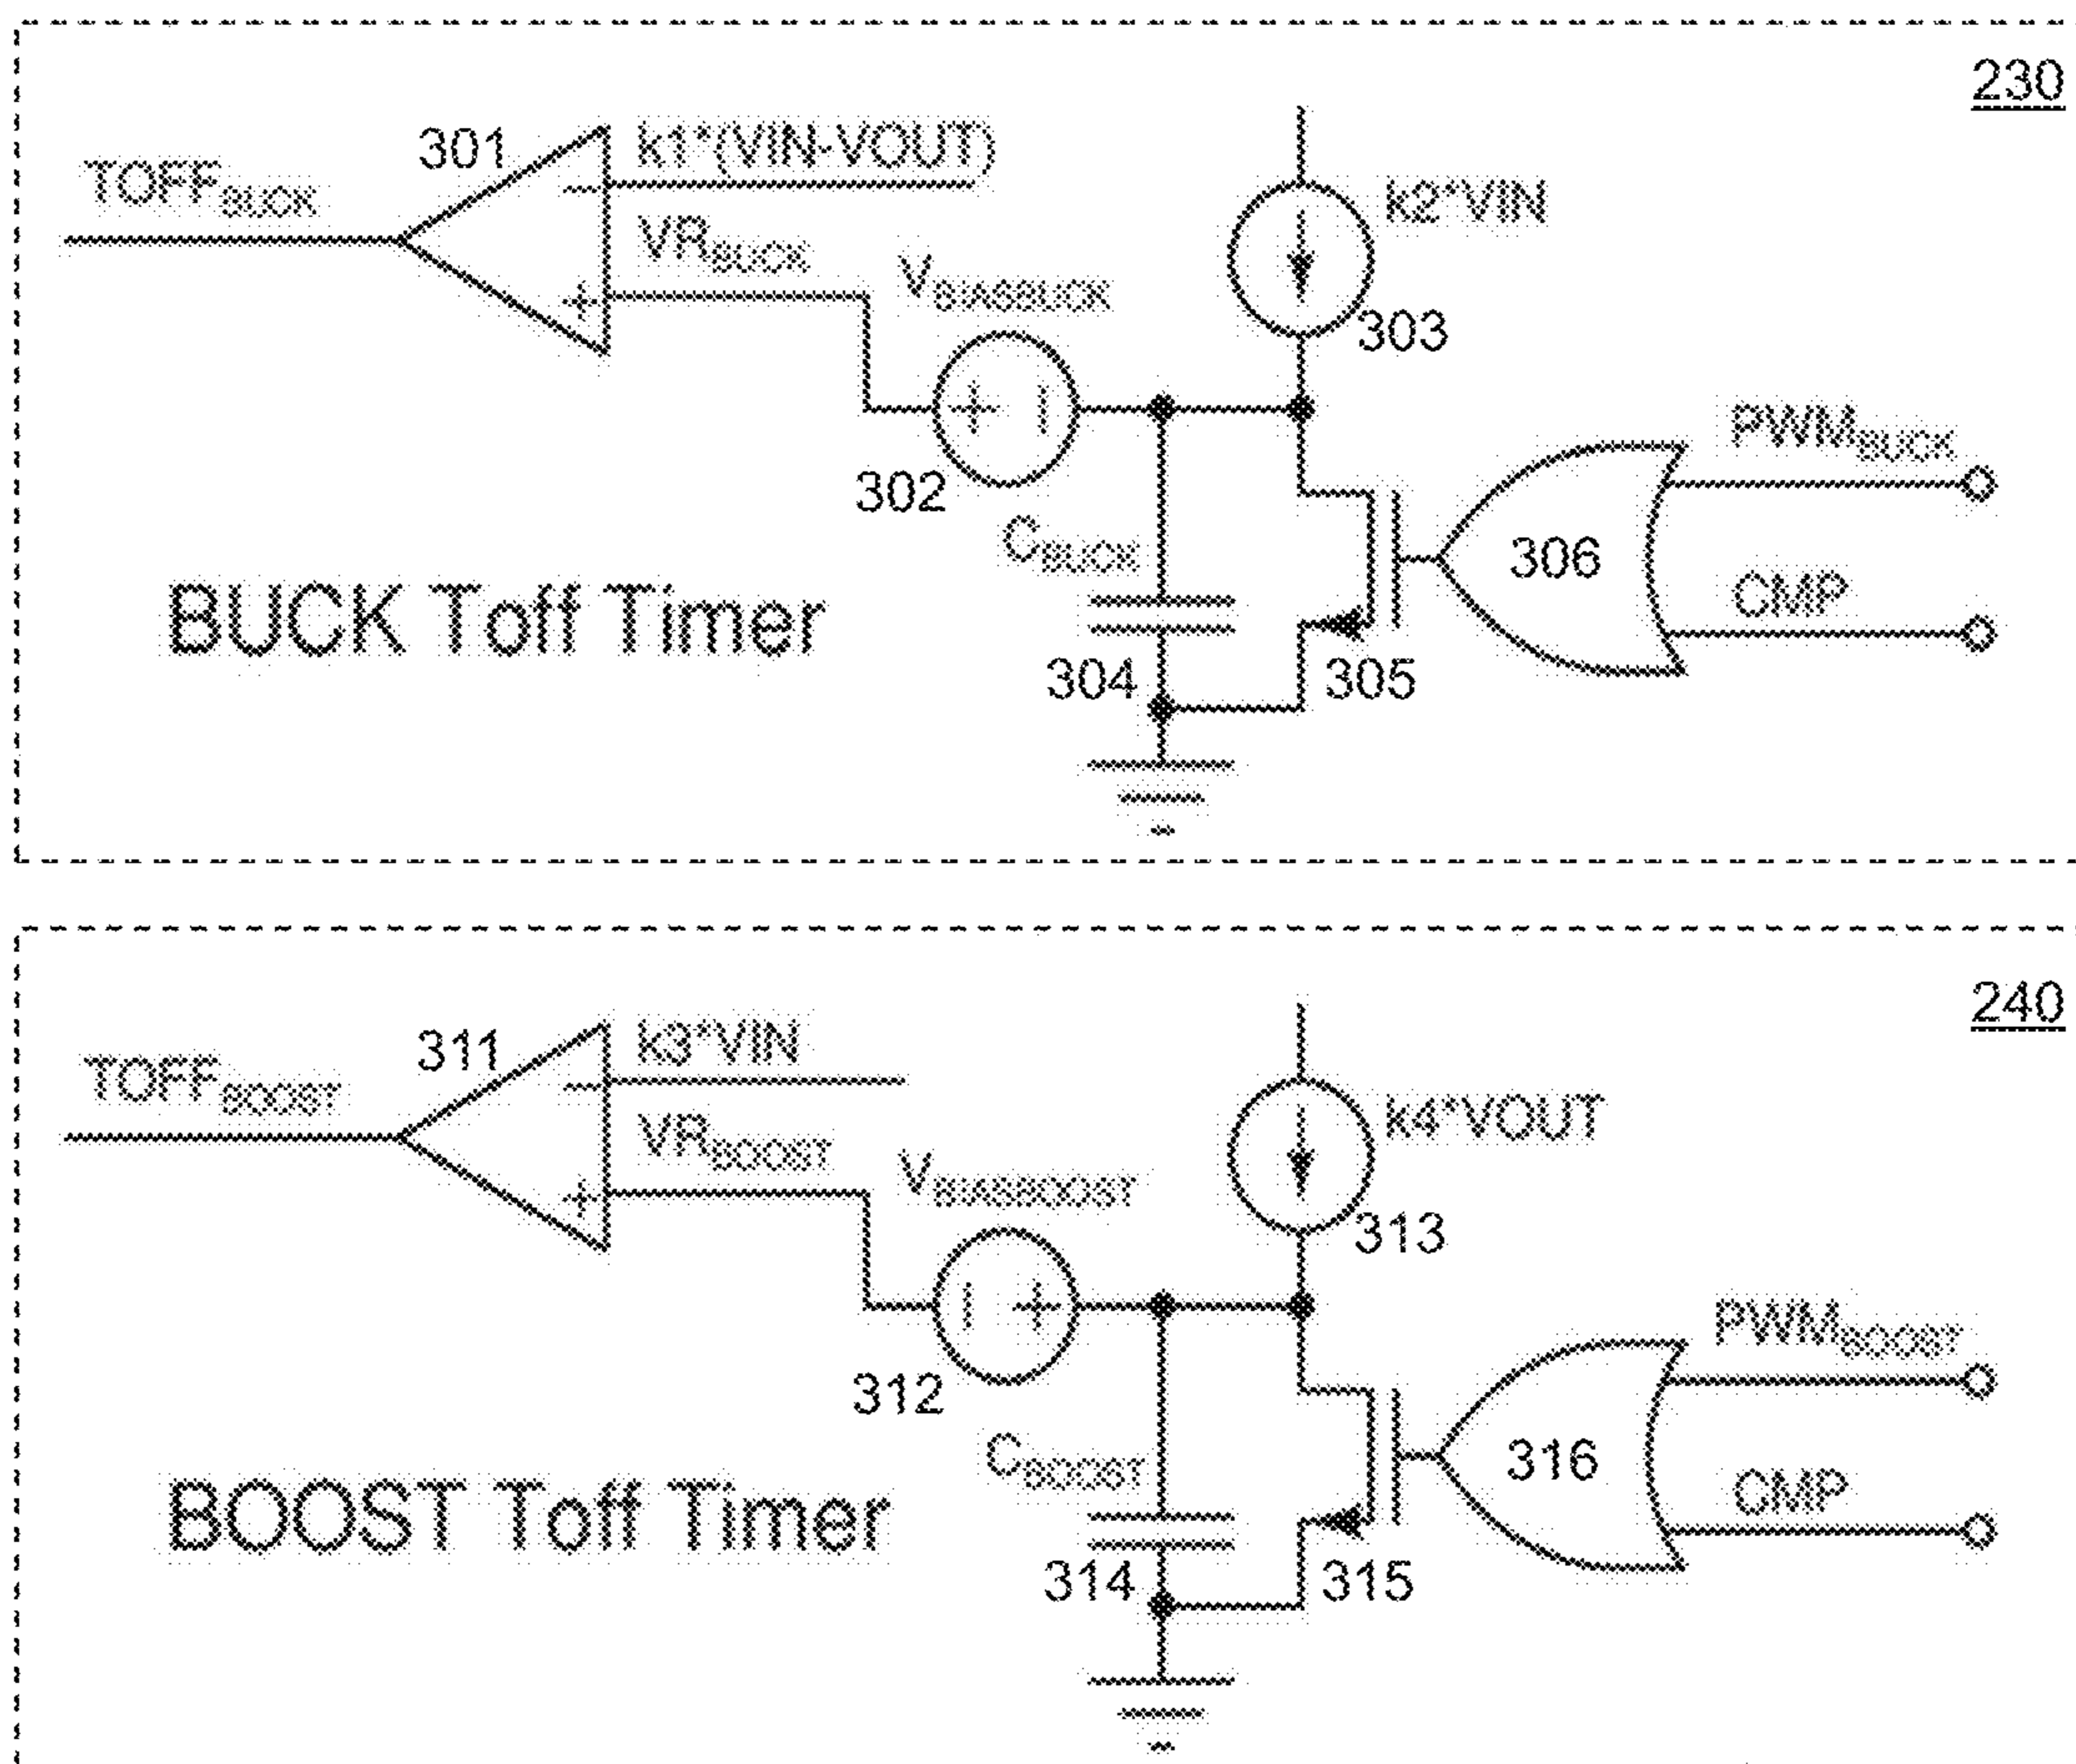 230
301
k1*(VIN-VOUT)
TOFFBUCK
k2*VIN
VRBUCK
VBIASBUCK
303
PWMBUCK
302
CBUCK
306
CMP
BUCK Toff Timer
304
305
240
311
k3*VIN
TOFFBOOST
k4*VOUT
VRBOOST
VBIASBOOST
313
PWMBOOST
312
CBOOST
316
CMP
BOOST Toff Timer
314
315